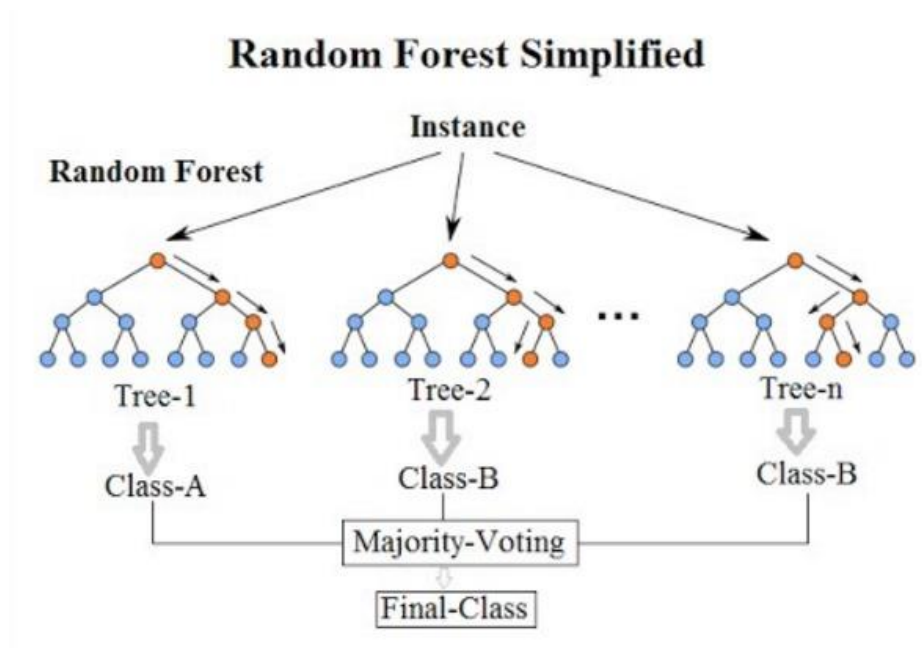 Random Forest Simplified
Instance
Random Forest
...
Tree-1
Tree-2
Tree-n
Class-A
Class-B
Class-B
Majority-Voting
Final-Class